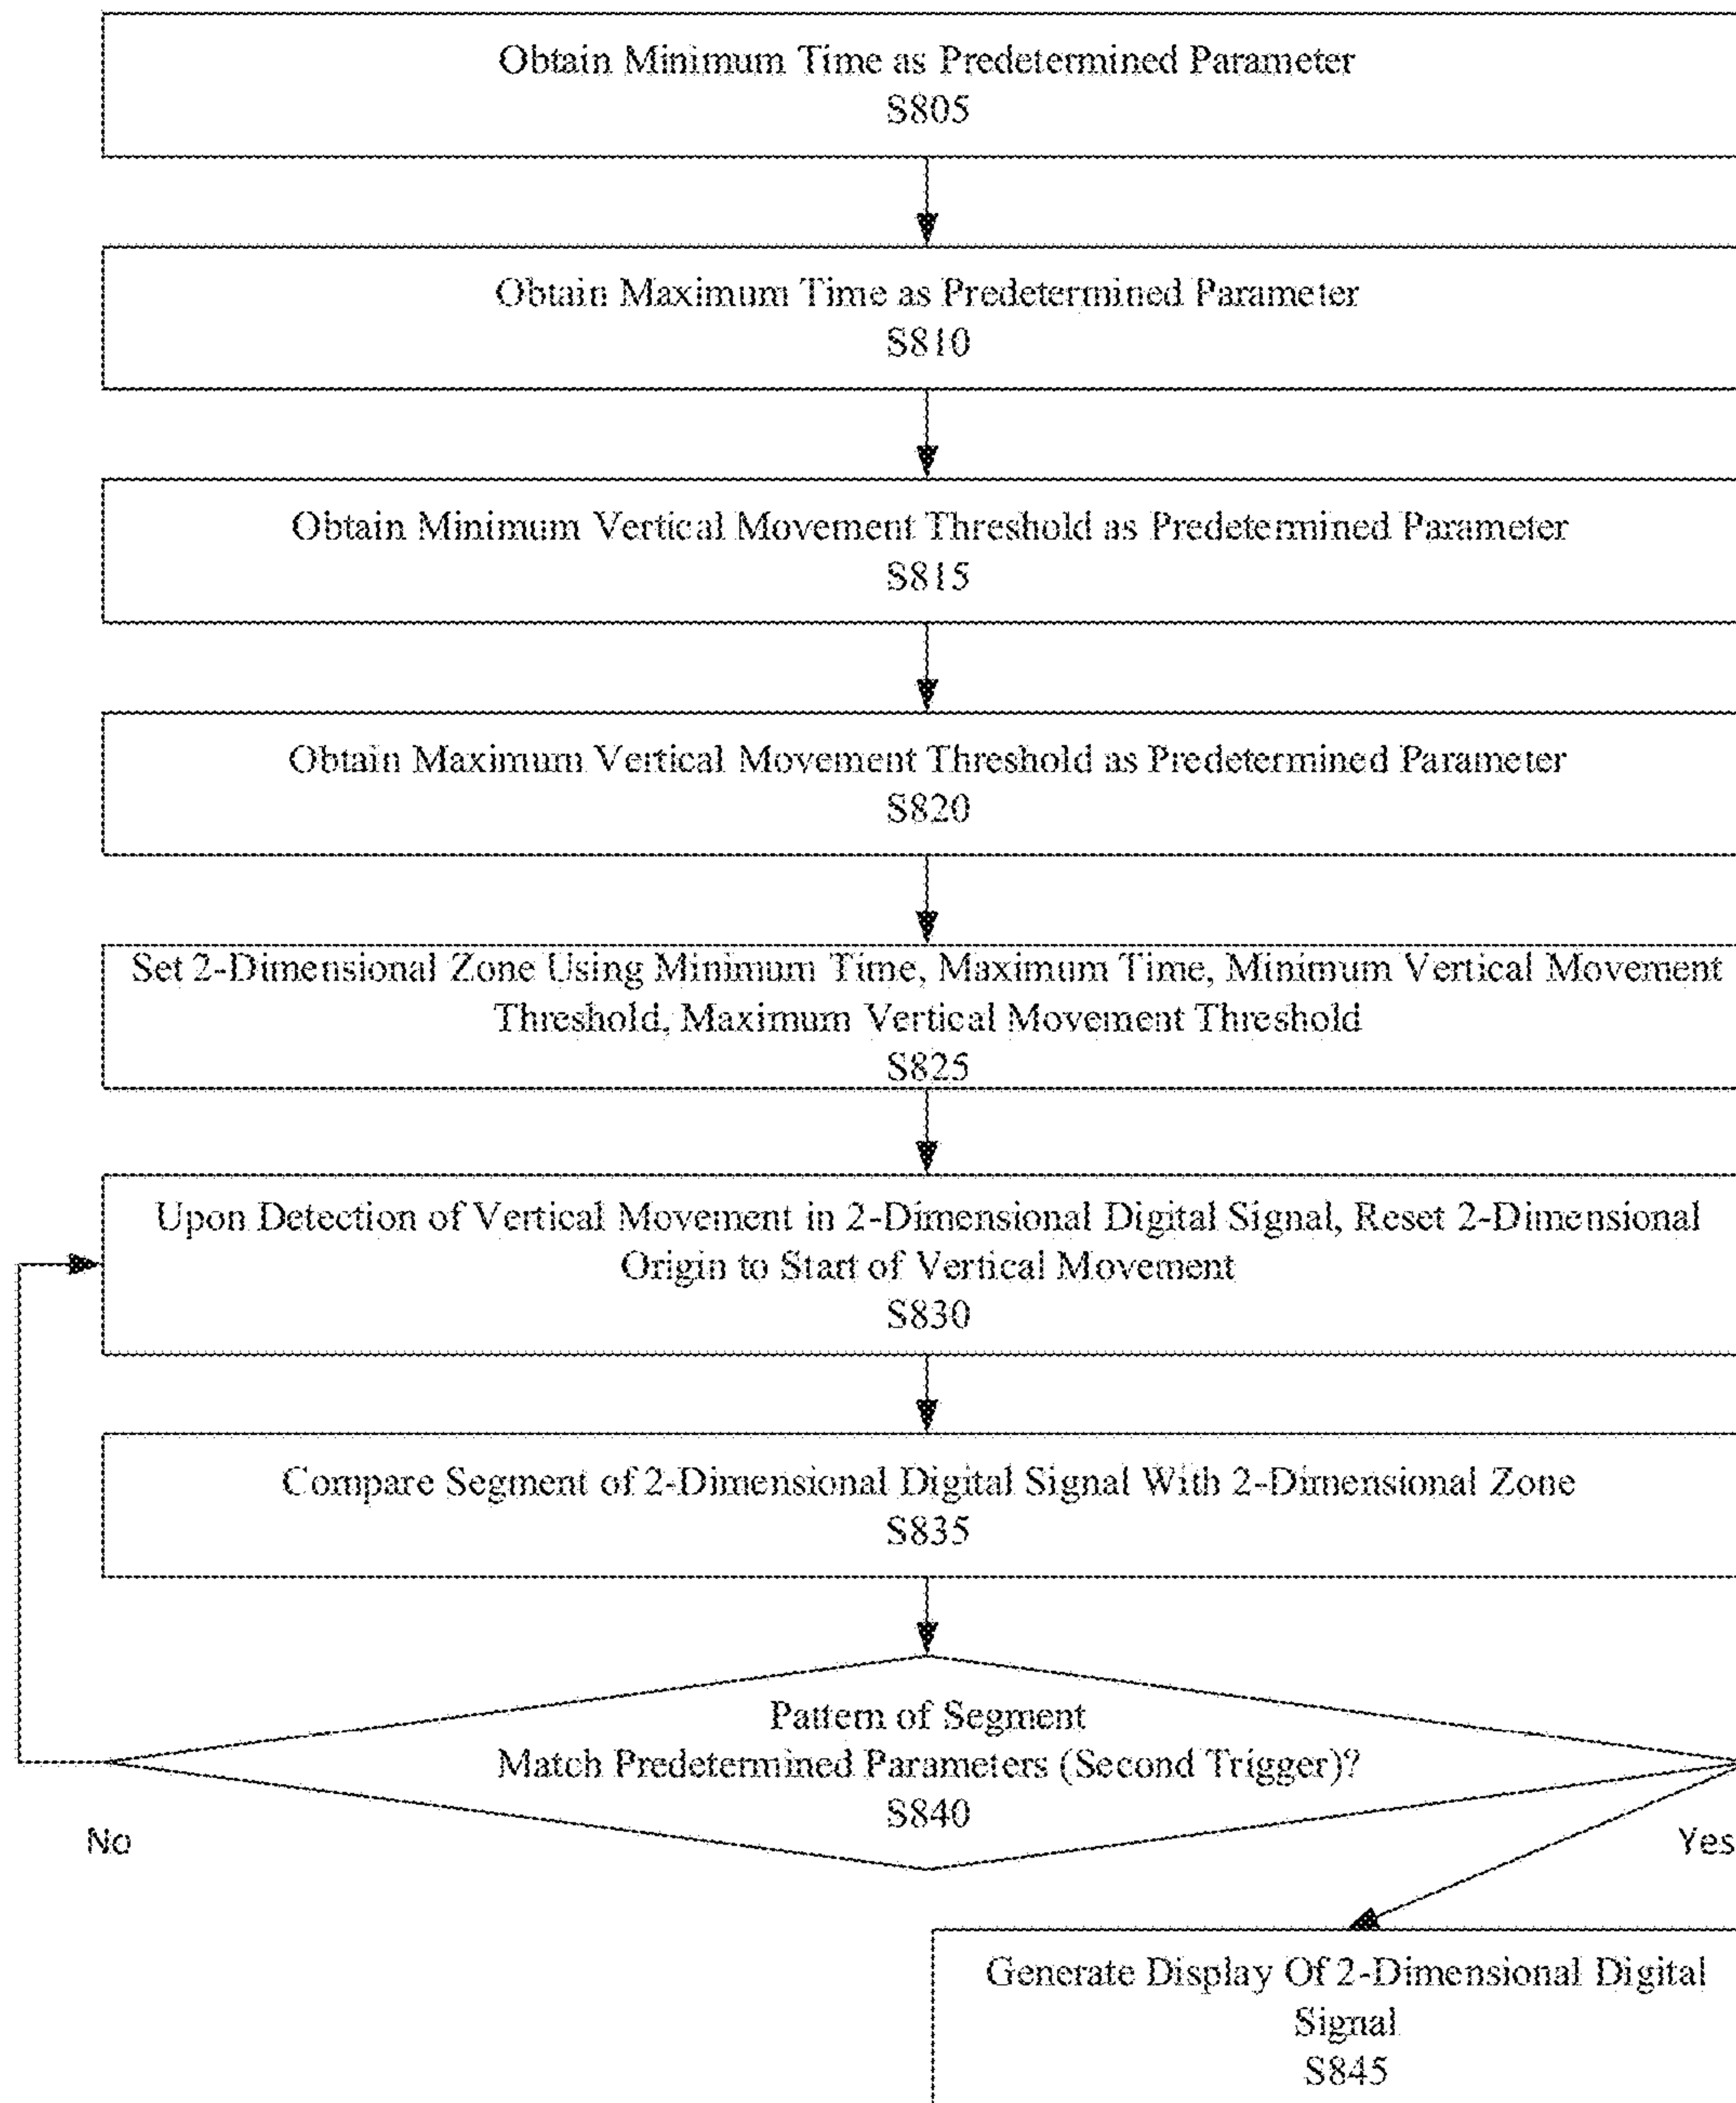 Obtain Minimum Time as Predetermined Parameter
S805
Obtain Maximum Time as Predetermined Parameter
S810
Obtain Minimum Vertical Movement Threshold as Predetermined Parameter
S815
Obtain Maximum Vertical Movement Threshold as Predetermined Parameter
S820
Set 2-Dimensional Zone Using Minimum Time, Maximum Time, Minimum Vertical Movement
Threshold, Maximum Vertical Movement Threshold
S825
Upon Detection of Vertical Movement in 2-Dimensional Digital Signal, Reset 2-Dimensional
Origin to Start of Vertical Movement
S830
Compare Segment of 2-Dimensional Digital Signal With 2-Dimensional Zone
S835
Pattern of Segment
Match Predetermined Parameters (Second Trigger)?
S840
No
Yes
Generate Display Of 2-Dimensional Digital
Signal
S845